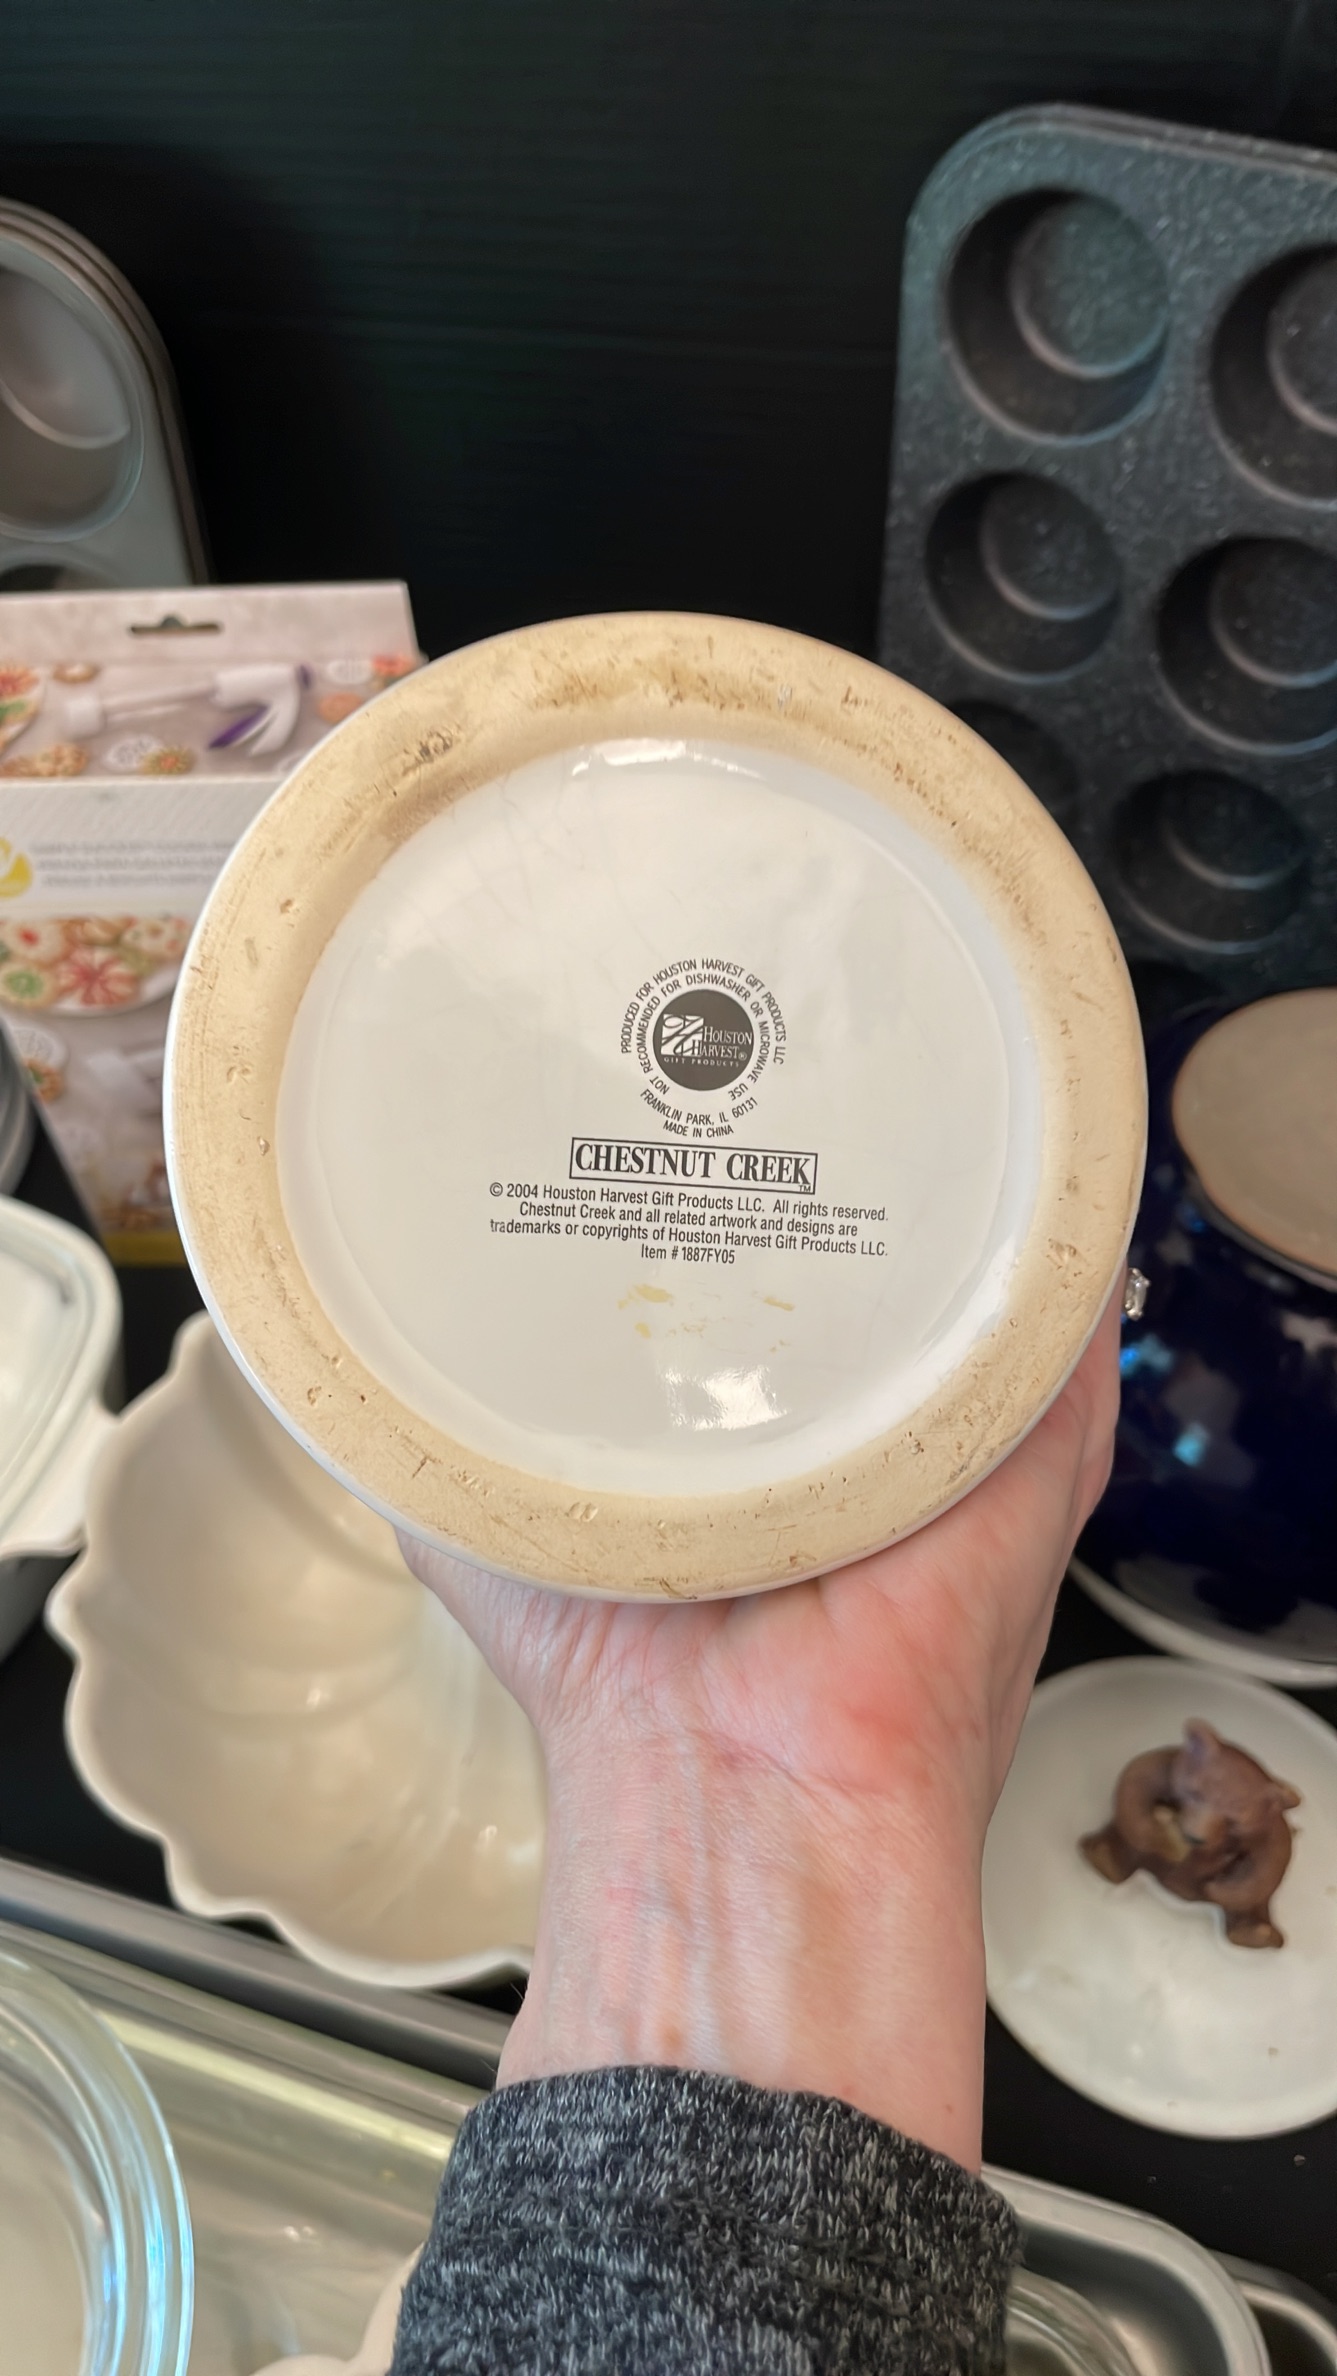 PRODUCED FOR HOUSTON HARVEST GIFT PRODUCTS LLC
NOT RECOMMENDED FOR DISHWASHER OR MICROWAVE USE
HOUSTON
HARVEST®
GIFT PRODUCTS
FRANKLIN PARK, IL 60131
MADE IN CHINA
CHESTNUT CREEK™
© 2004 Houston Harvest Gift Products LLC. All rights reserved.
Chestnut Creek and all related artwork and designs are
trademarks or copyrights of Houston Harvest Gift Products LLC.
Item # 1887FY05